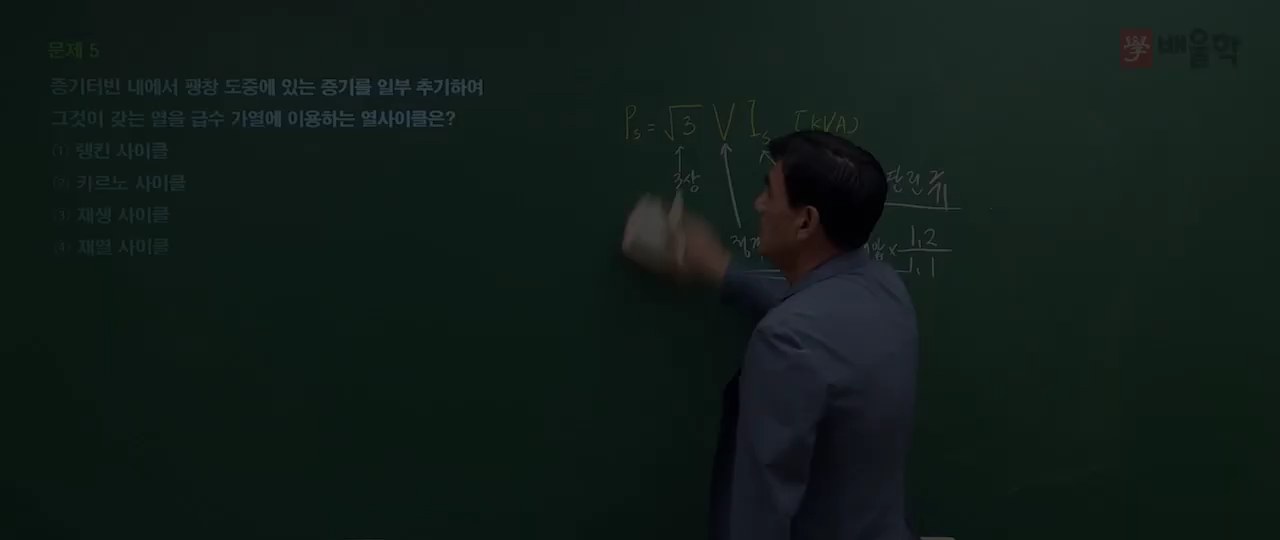 문제 5
증기터빈 내에서 팽창 도중에 있는 증기를 일부 추기하여
그것이 갖는 열을 급수 가열에 이용하는 열사이클은?
(1) 랭킨 사이클
(2) 카르노 사이클
(3) 재생 사이클
(4) 재열 사이클
學 배울학
Ps = √3 V Is [kVA]
3상
정격
× 1.2 / 1.1